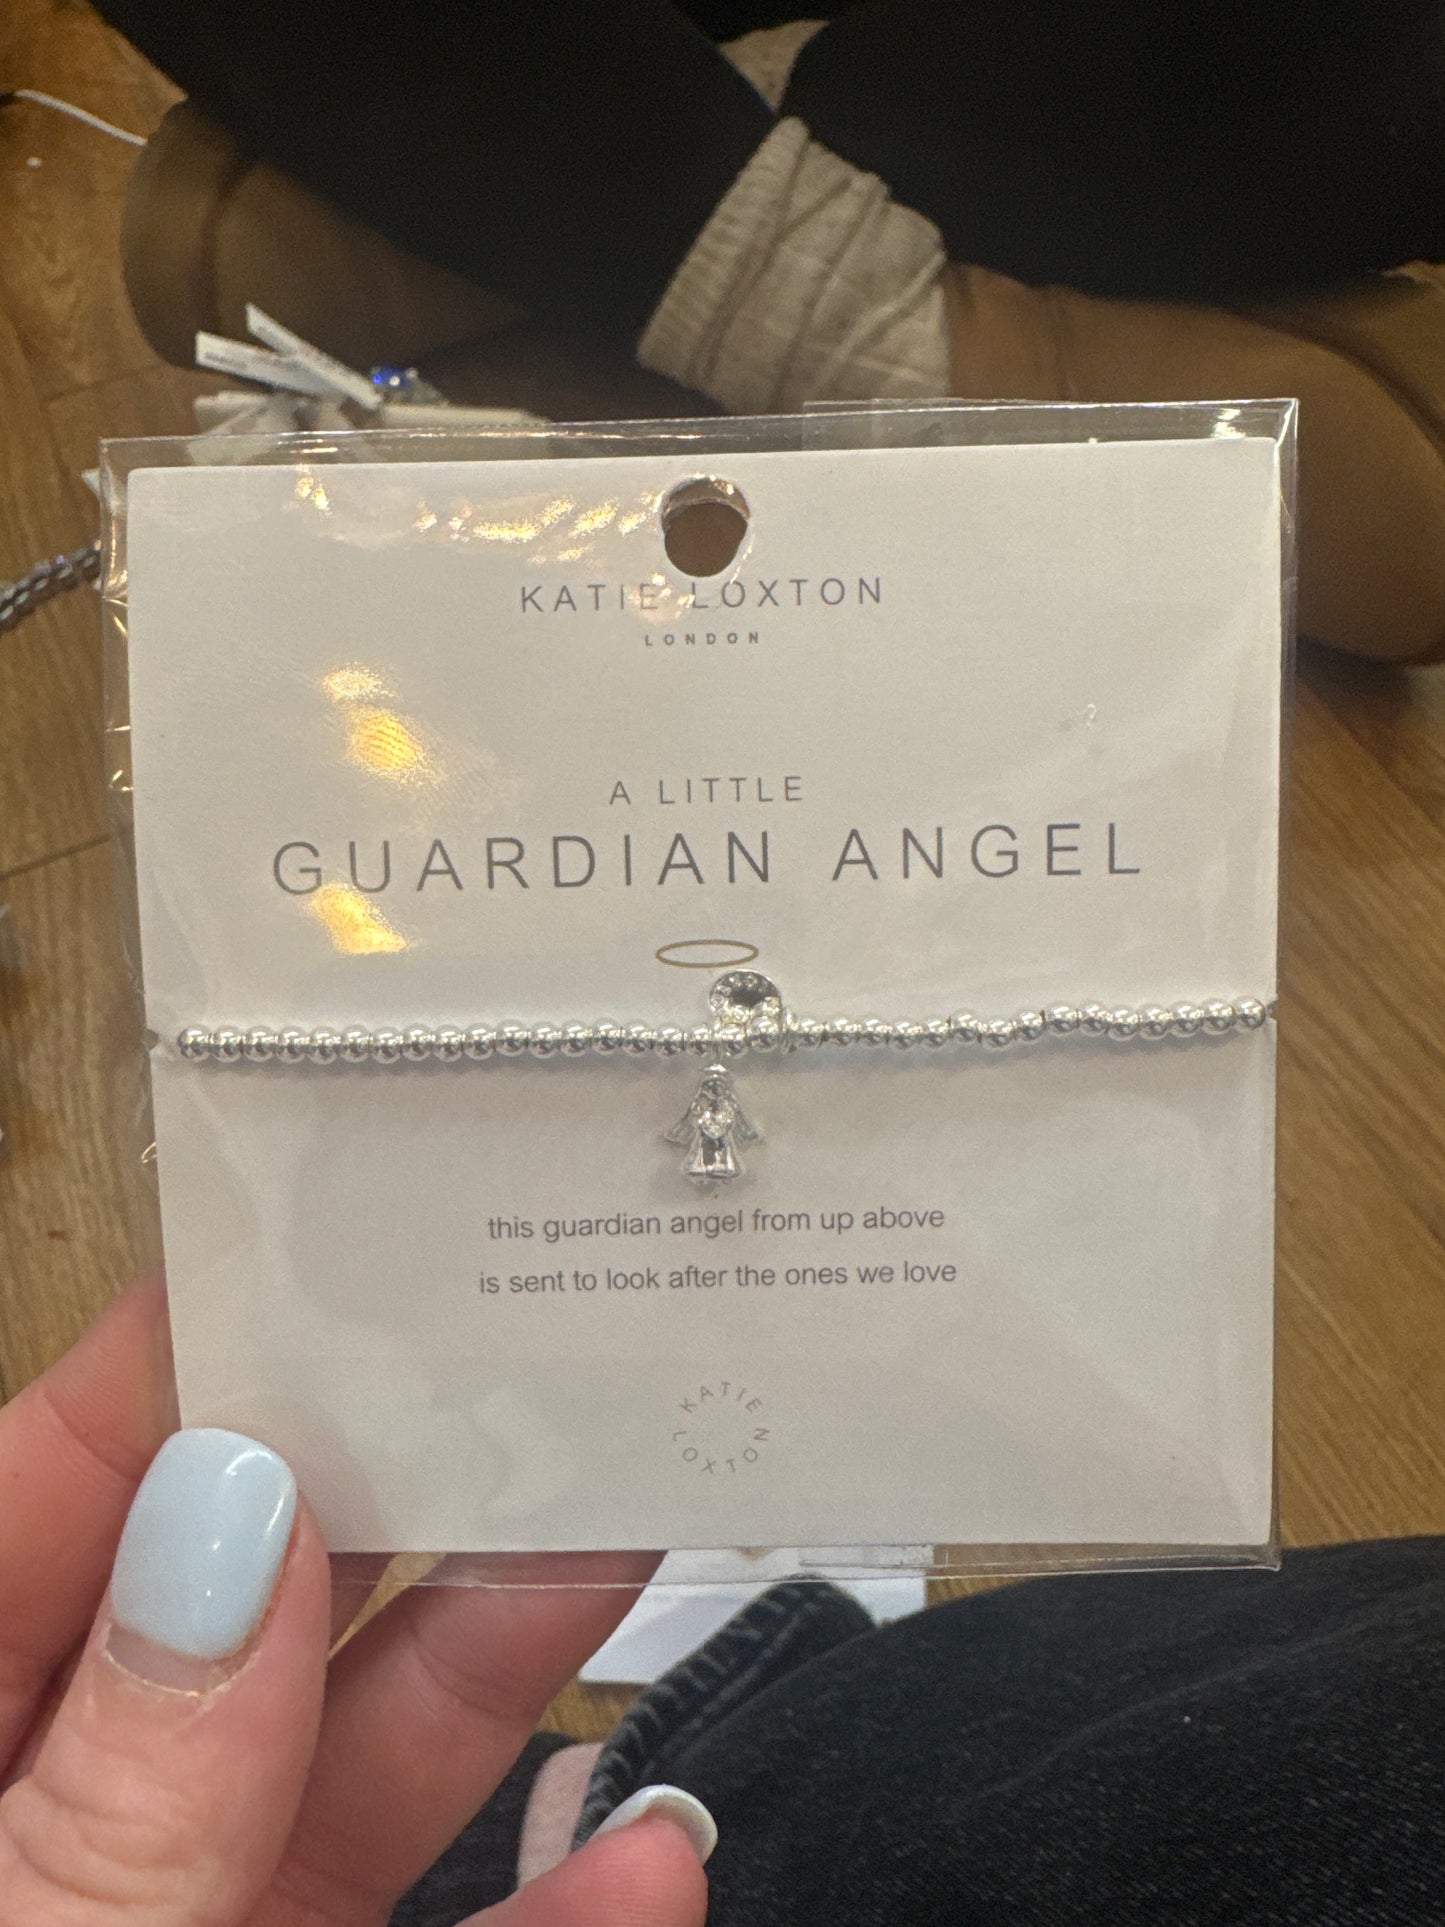 KATIE LOXTON
LONDON
A LITTLE
GUARDIAN ANGEL
this guardian angel from up above
is sent to look after the ones we love
KATIE LOXTON